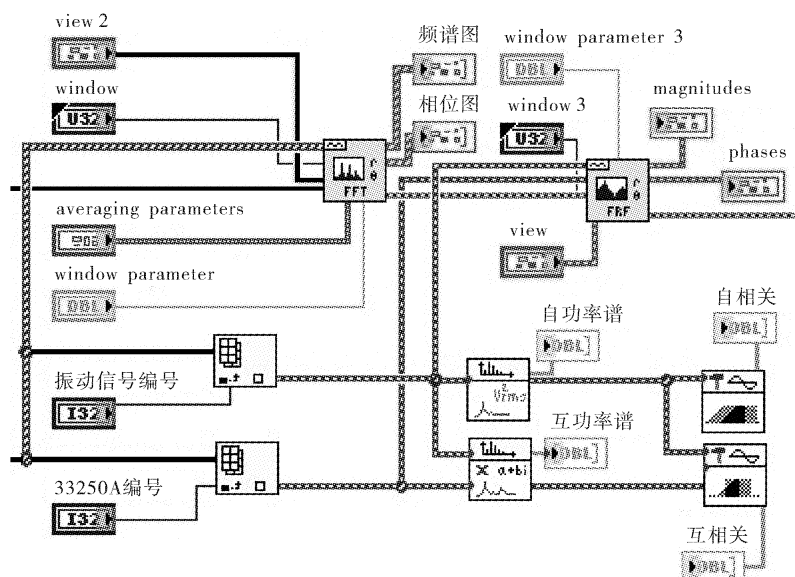 view 2
window
频谱图
相位图
window parameter 3
DBL
U32
window 3
U32
magnitudes
phases
r
θ
FFT
r
θ
FRF
averaging parameters
window parameter
DBL
view
自功率谱
DBL]
自相关
DBL]
振动信号编号
I32
Vrms
2
互功率谱
DBL]
33250A编号
I32
X a+bi
互相关
DBL]